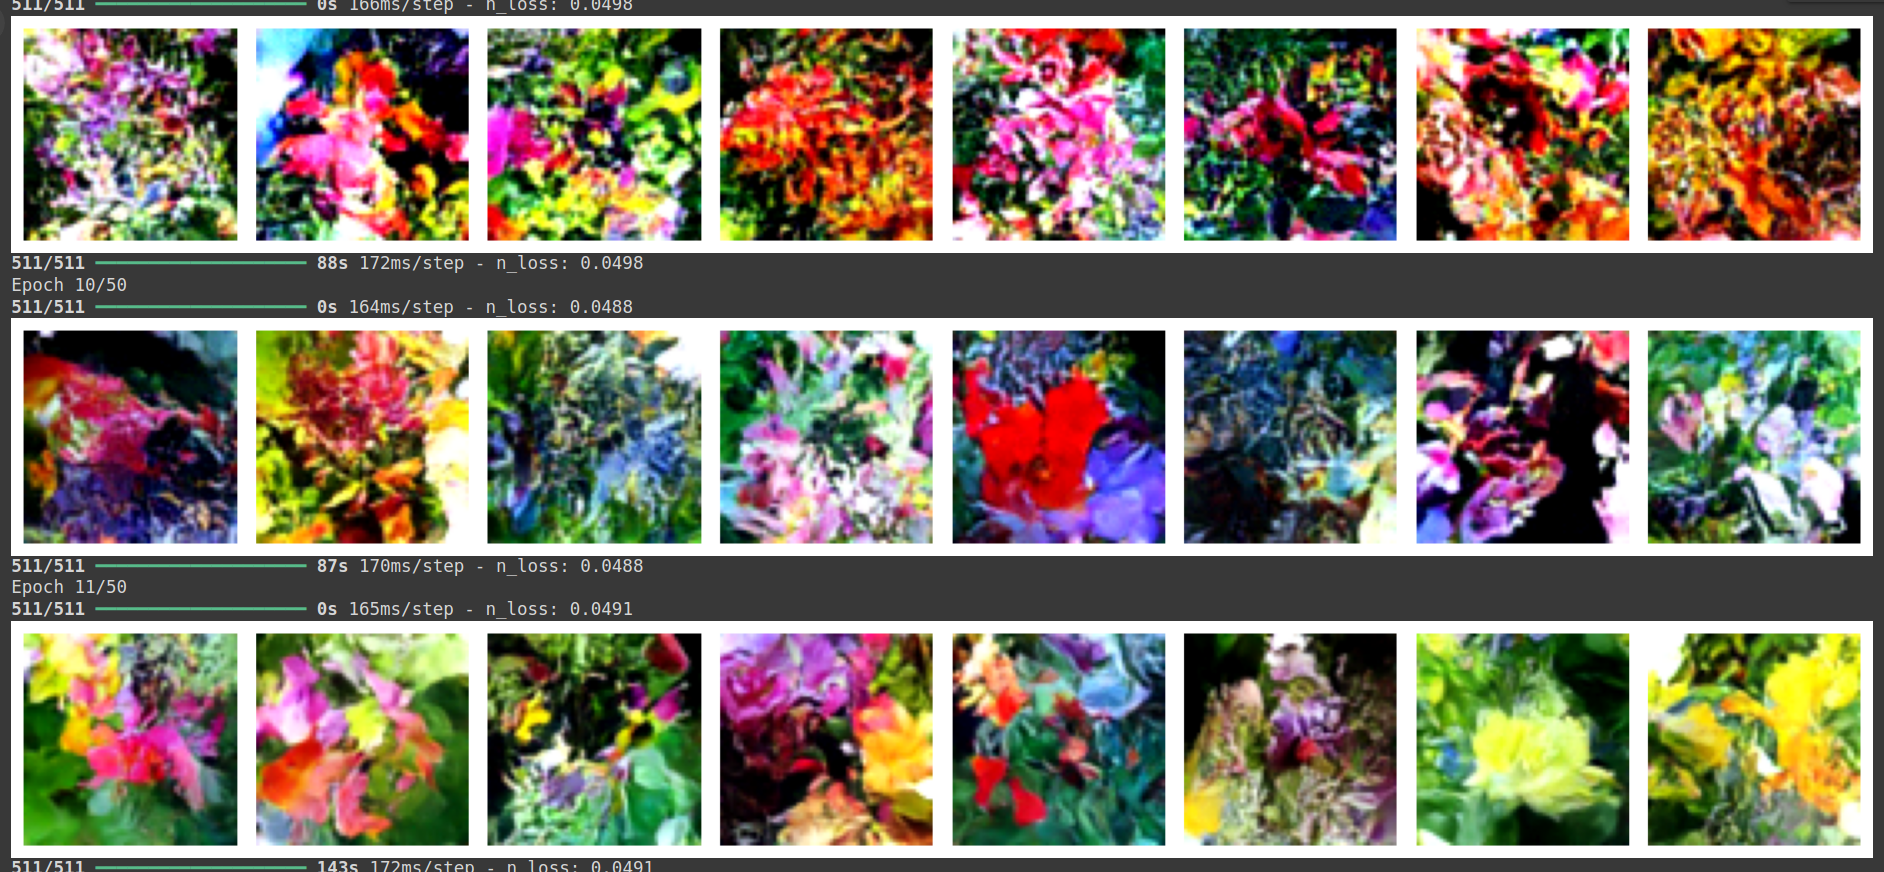 511/511 0s 166ms/step - n_loss: 0.0498
511/511 88s 172ms/step - n_loss: 0.0498
Epoch 10/50
511/511 0s 164ms/step - n_loss: 0.0488
511/511 87s 170ms/step - n_loss: 0.0488
Epoch 11/50
511/511 0s 165ms/step - n_loss: 0.0491
511/511 143s 172ms/step - n_loss: 0.0491